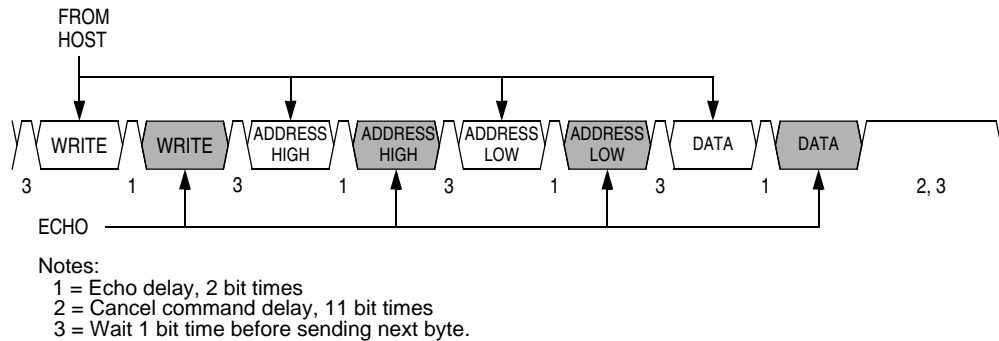 FROM
HOST
WRITE WRITE ADDRESS HIGH ADDRESS HIGH ADDRESS LOW ADDRESS LOW DATA DATA
3 1 3 1 3 1 3 1 2, 3
ECHO
Notes:
1 = Echo delay, 2 bit times
2 = Cancel command delay, 11 bit times
3 = Wait 1 bit time before sending next byte.